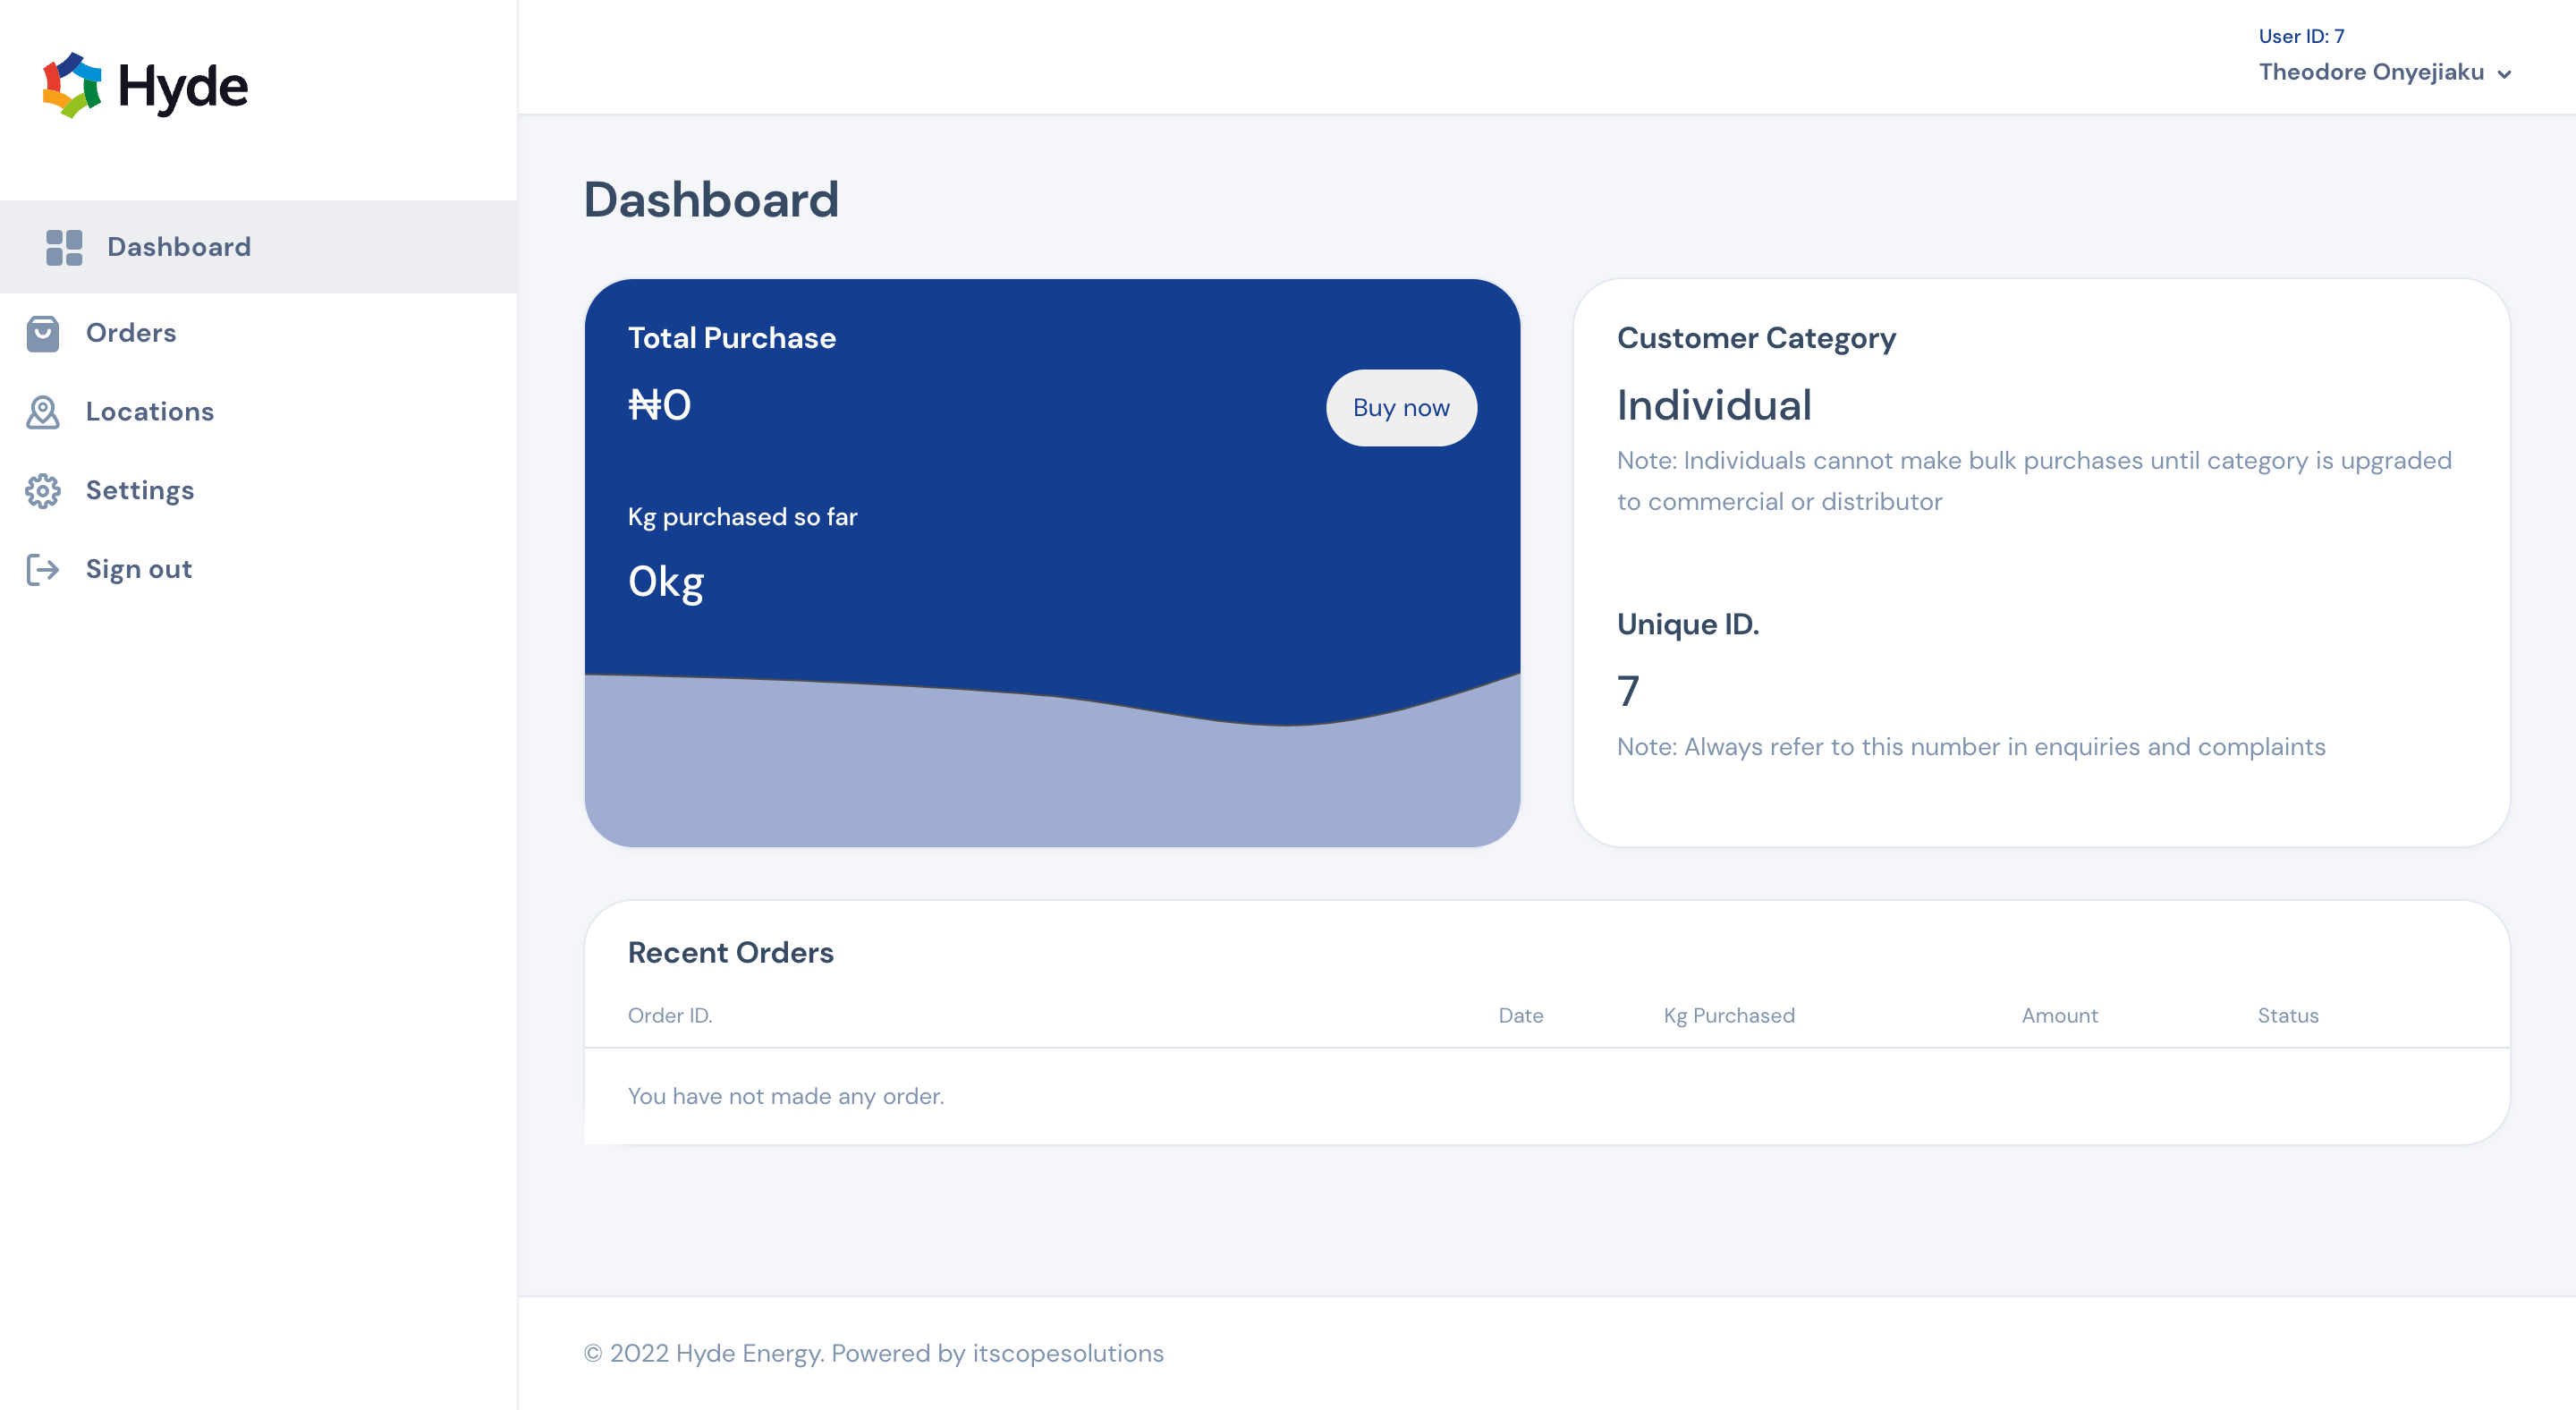 Hyde
User ID: 7
Theodore Onyejiaku
Dashboard
Orders
Locations
Settings
Sign out
Dashboard
Total Purchase
₦0
Buy now
Kg purchased so far
0kg
Customer Category
Individual
Note: Individuals cannot make bulk purchases until category is upgraded
to commercial or distributor
Unique ID.
7
Note: Always refer to this number in enquiries and complaints
Recent Orders
Order ID. Date Kg Purchased Amount Status
You have not made any order.
© 2022 Hyde Energy. Powered by itscopesolutions